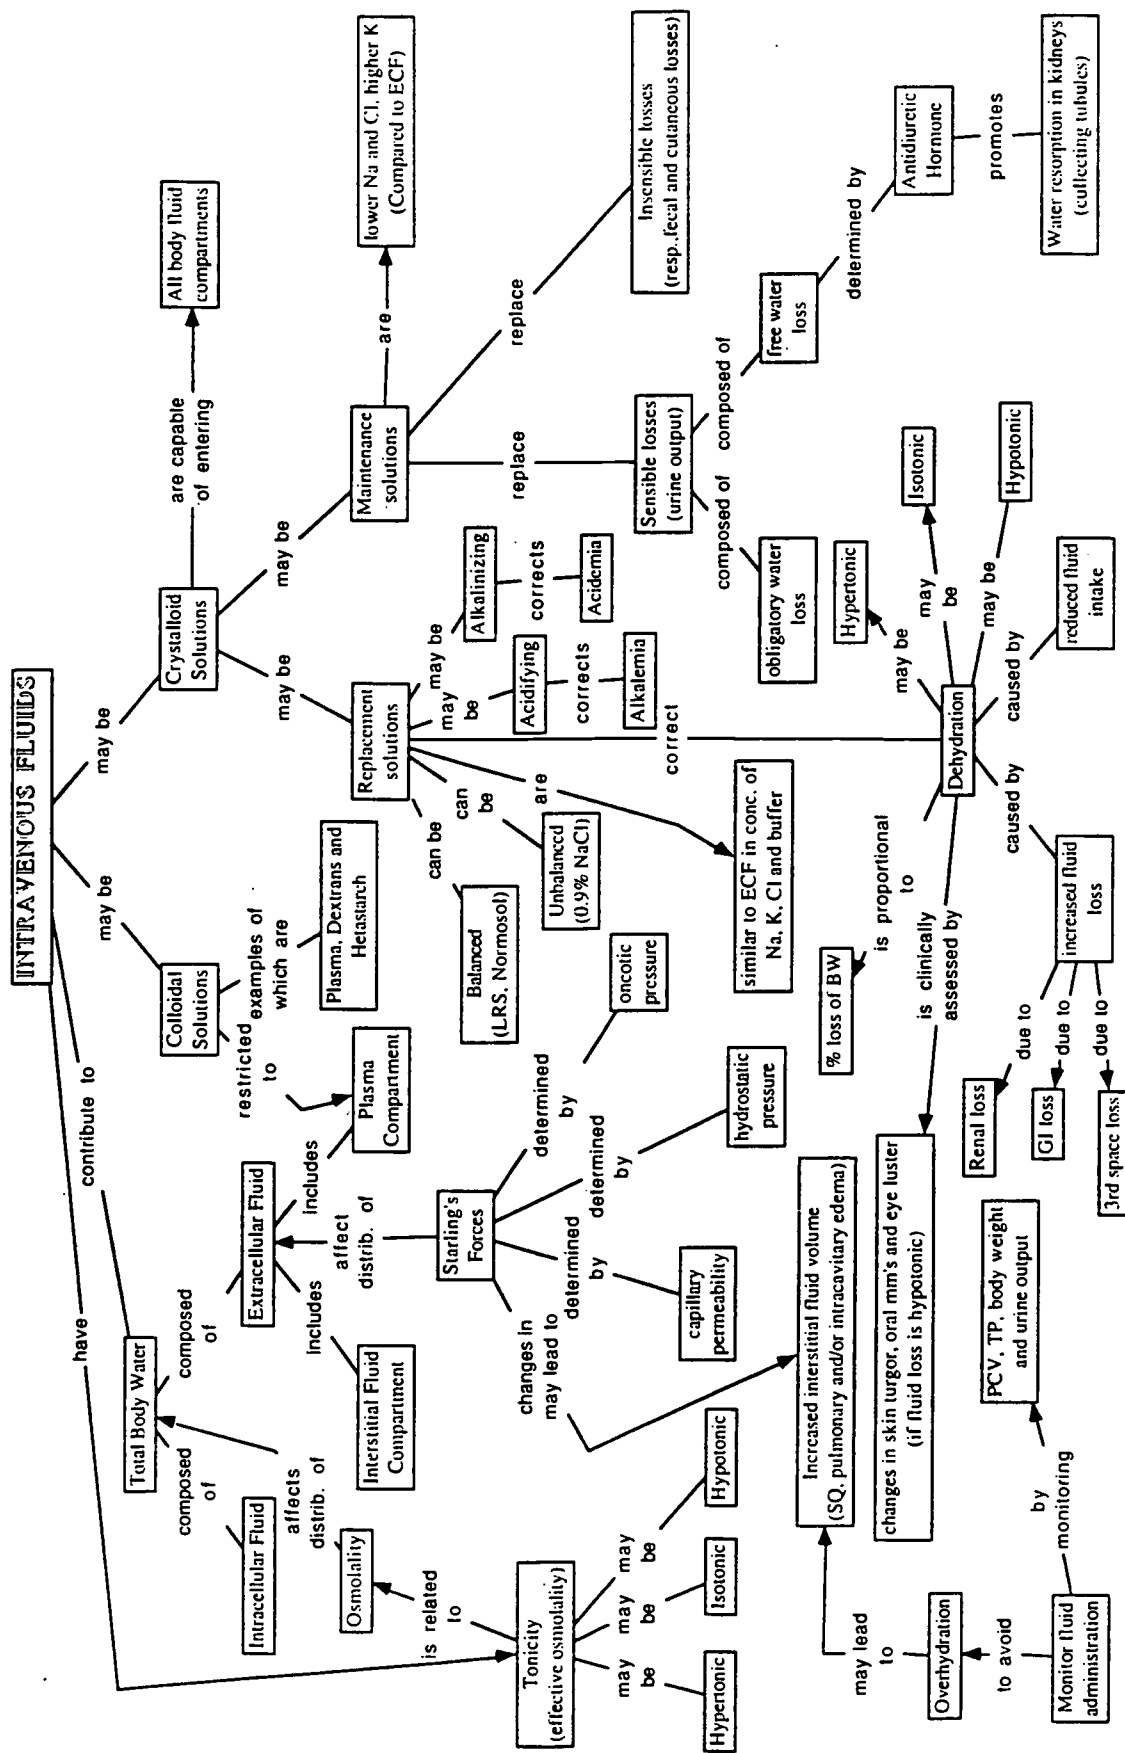 INTRAVENOUS FLUIDS
have
contribute to
may be
may be
Total Body Water
composed
of
composed
of
Intracellular Fluid
affects
distrib. of
Osmolality
is related
to
Tonicity
(effective osmolality)
may
be
may
be
may
be
Hypertonic
Isotonic
Hypotonic
Extracellular Fluid
includes
includes
Interstitial Fluid
Compartment
Plasma
Compartment
affect
distrib. of
Starling's
Forces
changes in
may lead to
determined
by
determined
by
determined
by
capillary
permeability
hydrostatic
pressure
oncotic
pressure
Colloidal
Solutions
restricted
to
examples of
which are
Plasma, Dextrans and
Hetastarch
Crystalloid
Solutions
are capable
of entering
All body fluid
compartments
may be
may be
Replacement
solutions
can be
can
be
are
may
be
may be
Balanced
(LRS, Normosol)
Unbalanced
(0.9% NaCl)
similar to ECF in conc. of
Na, K, Cl and buffer
Acidifying
corrects
Alkalemia
Alkalinizing
corrects
Acidemia
correct
Maintenance
solutions
are
lower Na and Cl, higher K
(Compared to ECF)
replace
replace
Sensible losses
(urine output)
Insensible losses
(resp.,fecal and cutaneous losses)
composed of
composed of
obligatory water
loss
free water
loss
determined by
Antidiuretic
Hormone
promotes
Water resorption in kidneys
(collecting tubules)
Dehydration
may
be
may
be
may be
Hypertonic
Isotonic
Hypotonic
is proportional
to
% loss of BW
is clinically
assessed by
changes in skin turgor, oral mm's and eye luster
(if fluid loss is hypotonic)
caused by
caused by
increased fluid
loss
reduced fluid
intake
due to
due to
due to
Renal loss
GI loss
3rd space loss
Increased interstitial fluid volume
(SQ, pulmonary and/or intracavitary edema)
may lead
to
Overhydration
to avoid
Monitor fluid
administration
by
monitoring
PCV, TP, body weight
and urine output